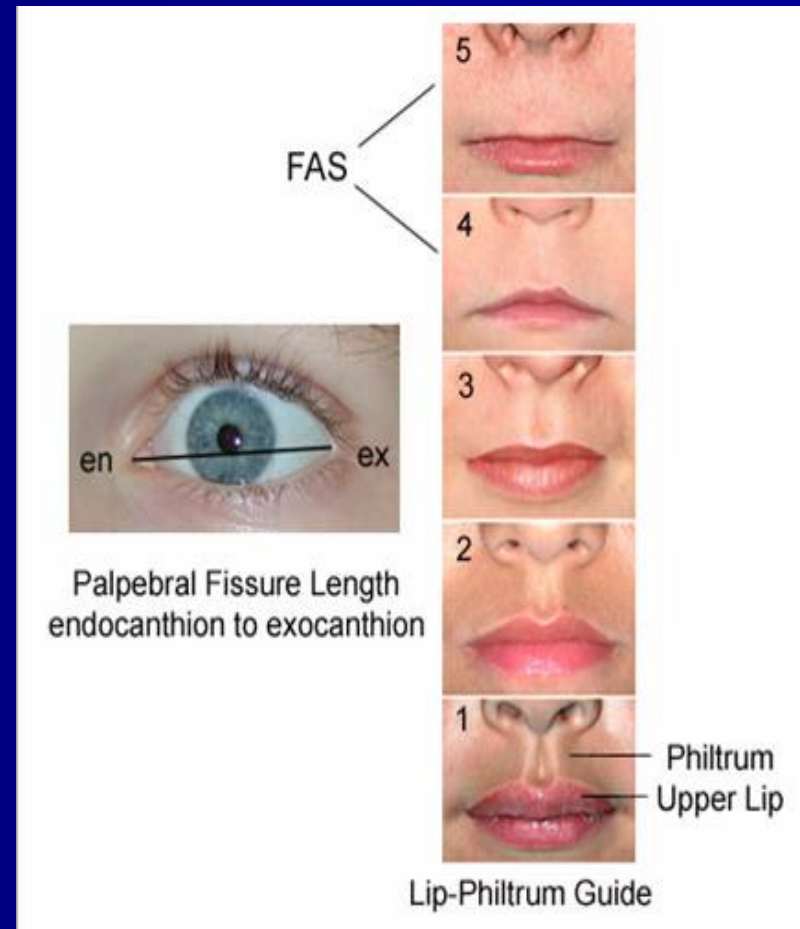 5
FAS
4
3
en
ex
2
Palpebral Fissure Length
endocanthion to exocanthion
1
Philtrum
Upper Lip
Lip-Philtrum Guide